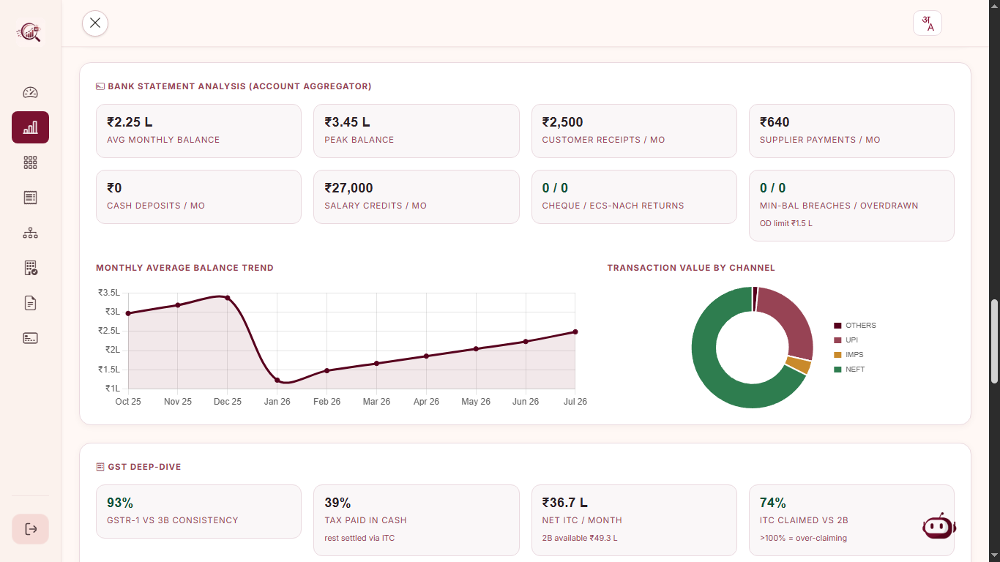 अ
A
BANK STATEMENT ANALYSIS (ACCOUNT AGGREGATOR)
₹2.25 L
AVG MONTHLY BALANCE
₹3.45 L
PEAK BALANCE
₹2,500
CUSTOMER RECEIPTS / MO
₹640
SUPPLIER PAYMENTS / MO
₹0
CASH DEPOSITS / MO
₹27,000
SALARY CREDITS / MO
0 / 0
CHEQUE / ECS-NACH RETURNS
0 / 0
MIN-BAL BREACHES / OVERDRAWN
OD limit ₹1.5 L
MONTHLY AVERAGE BALANCE TREND
₹3.5L
₹3L
₹2.5L
₹2L
₹1.5L
₹1L
Oct 25 Nov 25 Dec 25 Jan 26 Feb 26 Mar 26 Apr 26 May 26 Jun 26 Jul 26
TRANSACTION VALUE BY CHANNEL
OTHERS
UPI
IMPS
NEFT
GST DEEP-DIVE
93%
GSTR-1 VS 3B CONSISTENCY
39%
TAX PAID IN CASH
rest settled via ITC
₹36.7 L
NET ITC / MONTH
2B available ₹49.3 L
74%
ITC CLAIMED VS 2B
>100% = over-claiming